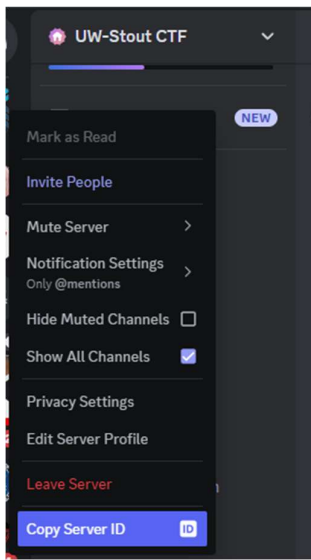 UW-Stout CTF
NEW
Mark as Read
Invite People
Mute Server
Notification Settings
Only @mentions
Hide Muted Channels
Show All Channels
Privacy Settings
Edit Server Profile
Leave Server
Copy Server ID
ID